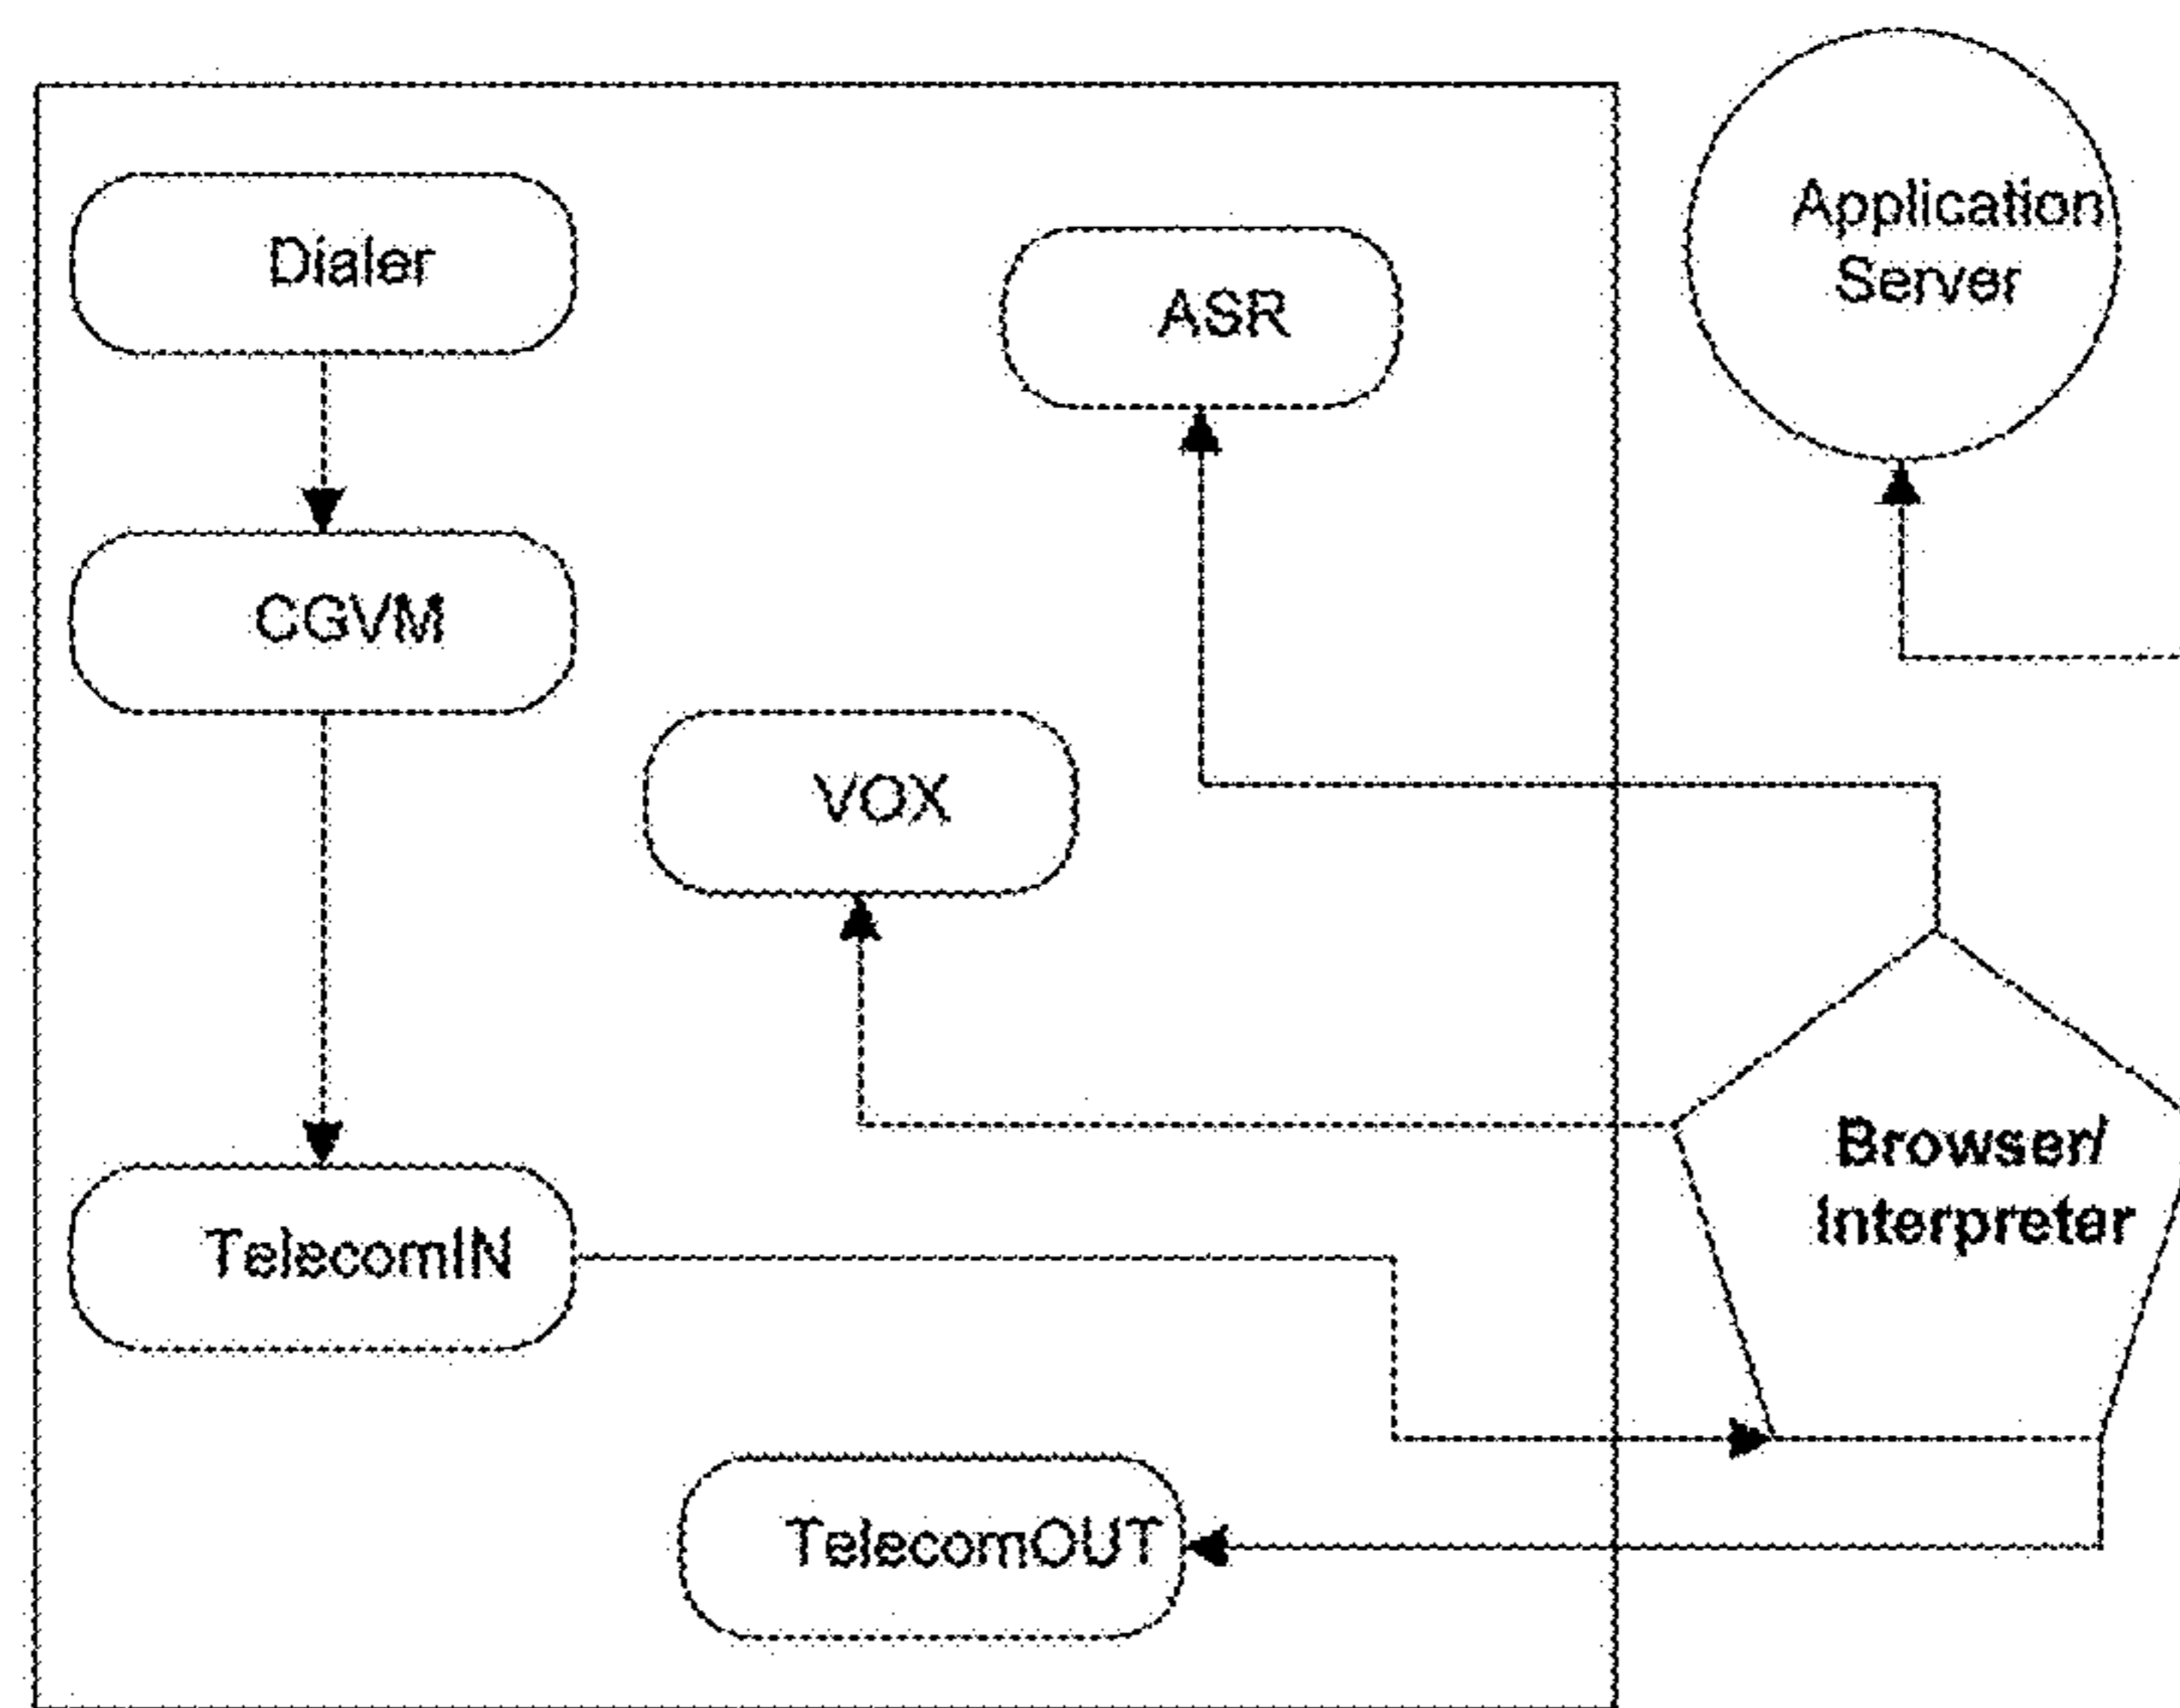 Dialer
ASR
Application
Server
CGVM
VOX
Browser/
Interpreter
TelecomIN
TelecomOUT